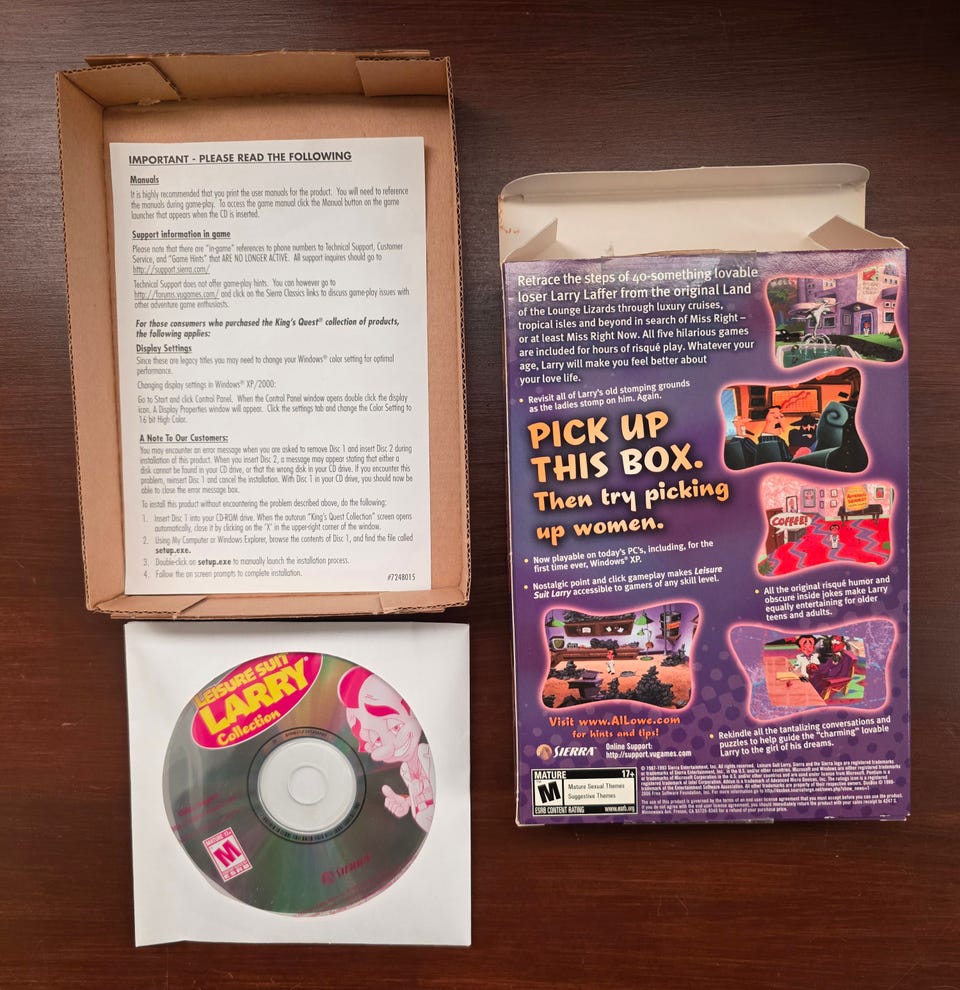 IMPORTANT - PLEASE READ THE FOLLOWING
Manuals
It is highly recommended that you print the user manuals for the product. You will need to reference
the manuals during game-play. To access the game manual click the Manual button on the game
launcher that appears when the CD is inserted.
Support information in game
Please note that there are "in-game" references to phone numbers to Technical Support, Customer
Service, and "Game Hints" that ARE NO LONGER ACTIVE. All support inquires should go to
http://support.sierra.com/
Technical Support does not offer game-play hints. You can however go to
http://forums.vugames.com/ and click on the Sierra Classics links to discuss game-play issues with
other adventure game enthusiasts.
For those consumers who purchased the King's Quest® collection of products,
the following applies:
Display Settings
Since these are legacy titles you may need to change your Windows® color setting for optimal
performance.
Changing display settings in Windows® XP/2000:
Go to Start and click Control Panel. When the Control Panel window opens double click the display
icon. A Display Properties window will appear. Click the settings tab and change the Color Setting to
16 bit High Color.
A Note To Our Customers:
You may encounter an error message when you are asked to remove Disc 1 and insert Disc 2 during
installation of this product. When you insert Disc 2, a message may appear stating that either a
disk cannot be found in your CD drive, or that the wrong disk in your CD drive. If you encounter this
problem, reinsert Disc 1 and cancel the installation. With Disc 1 in your CD drive, you should now be
able to close the error message box.
To install this product without encountering the problem described above, do the following:
1. Insert Disc 1 into your CD-ROM drive. When the autorun "King's Quest Collection" screen opens
automatically, close it by clicking on the "X" in the upper-right corner of the window.
2. Using My Computer or Windows Explorer, browse the contents of Disc 1, and find the file called
setup.exe.
3. Double-click on setup.exe to manually launch the installation process.
4. Follow the on screen prompts to complete installation.
#7248015
LEISURE SUIT
LARRY
Collection
MATURE 17+
M
SIERRA
Retrace the steps of 40-something lovable
loser Larry Laffer from the original Land
of the Lounge Lizards through luxury cruises,
tropical isles and beyond in search of Miss Right –
or at least Miss Right Now. All five hilarious games
are included for hours of risqué play. Whatever your
age, Larry will make you feel better about
your love life.
• Revisit all of Larry's old stomping grounds
as the ladies stomp on him. Again.
PICK UP
THIS BOX.
Then try picking
up women.
COFFEE!
• Now playable on today's PC's, including, for the
first time ever, Windows® XP.
• Nostalgic point and click gameplay makes Leisure
Suit Larry accessible to gamers of any skill level.
• All the original risqué humor and
obscure inside jokes make Larry
equally entertaining for older
teens and adults.
• Rekindle all the tantalizing conversations and
puzzles to help guide the "charming" lovable
Larry to the girl of his dreams.
Visit www.AlLowe.com
for hints and tips!
SIERRA
Online Support:
http://support.vugames.com
MATURE 17+
M
Mature Sexual Themes
Suggestive Themes
ESRB CONTENT RATING www.esrb.org